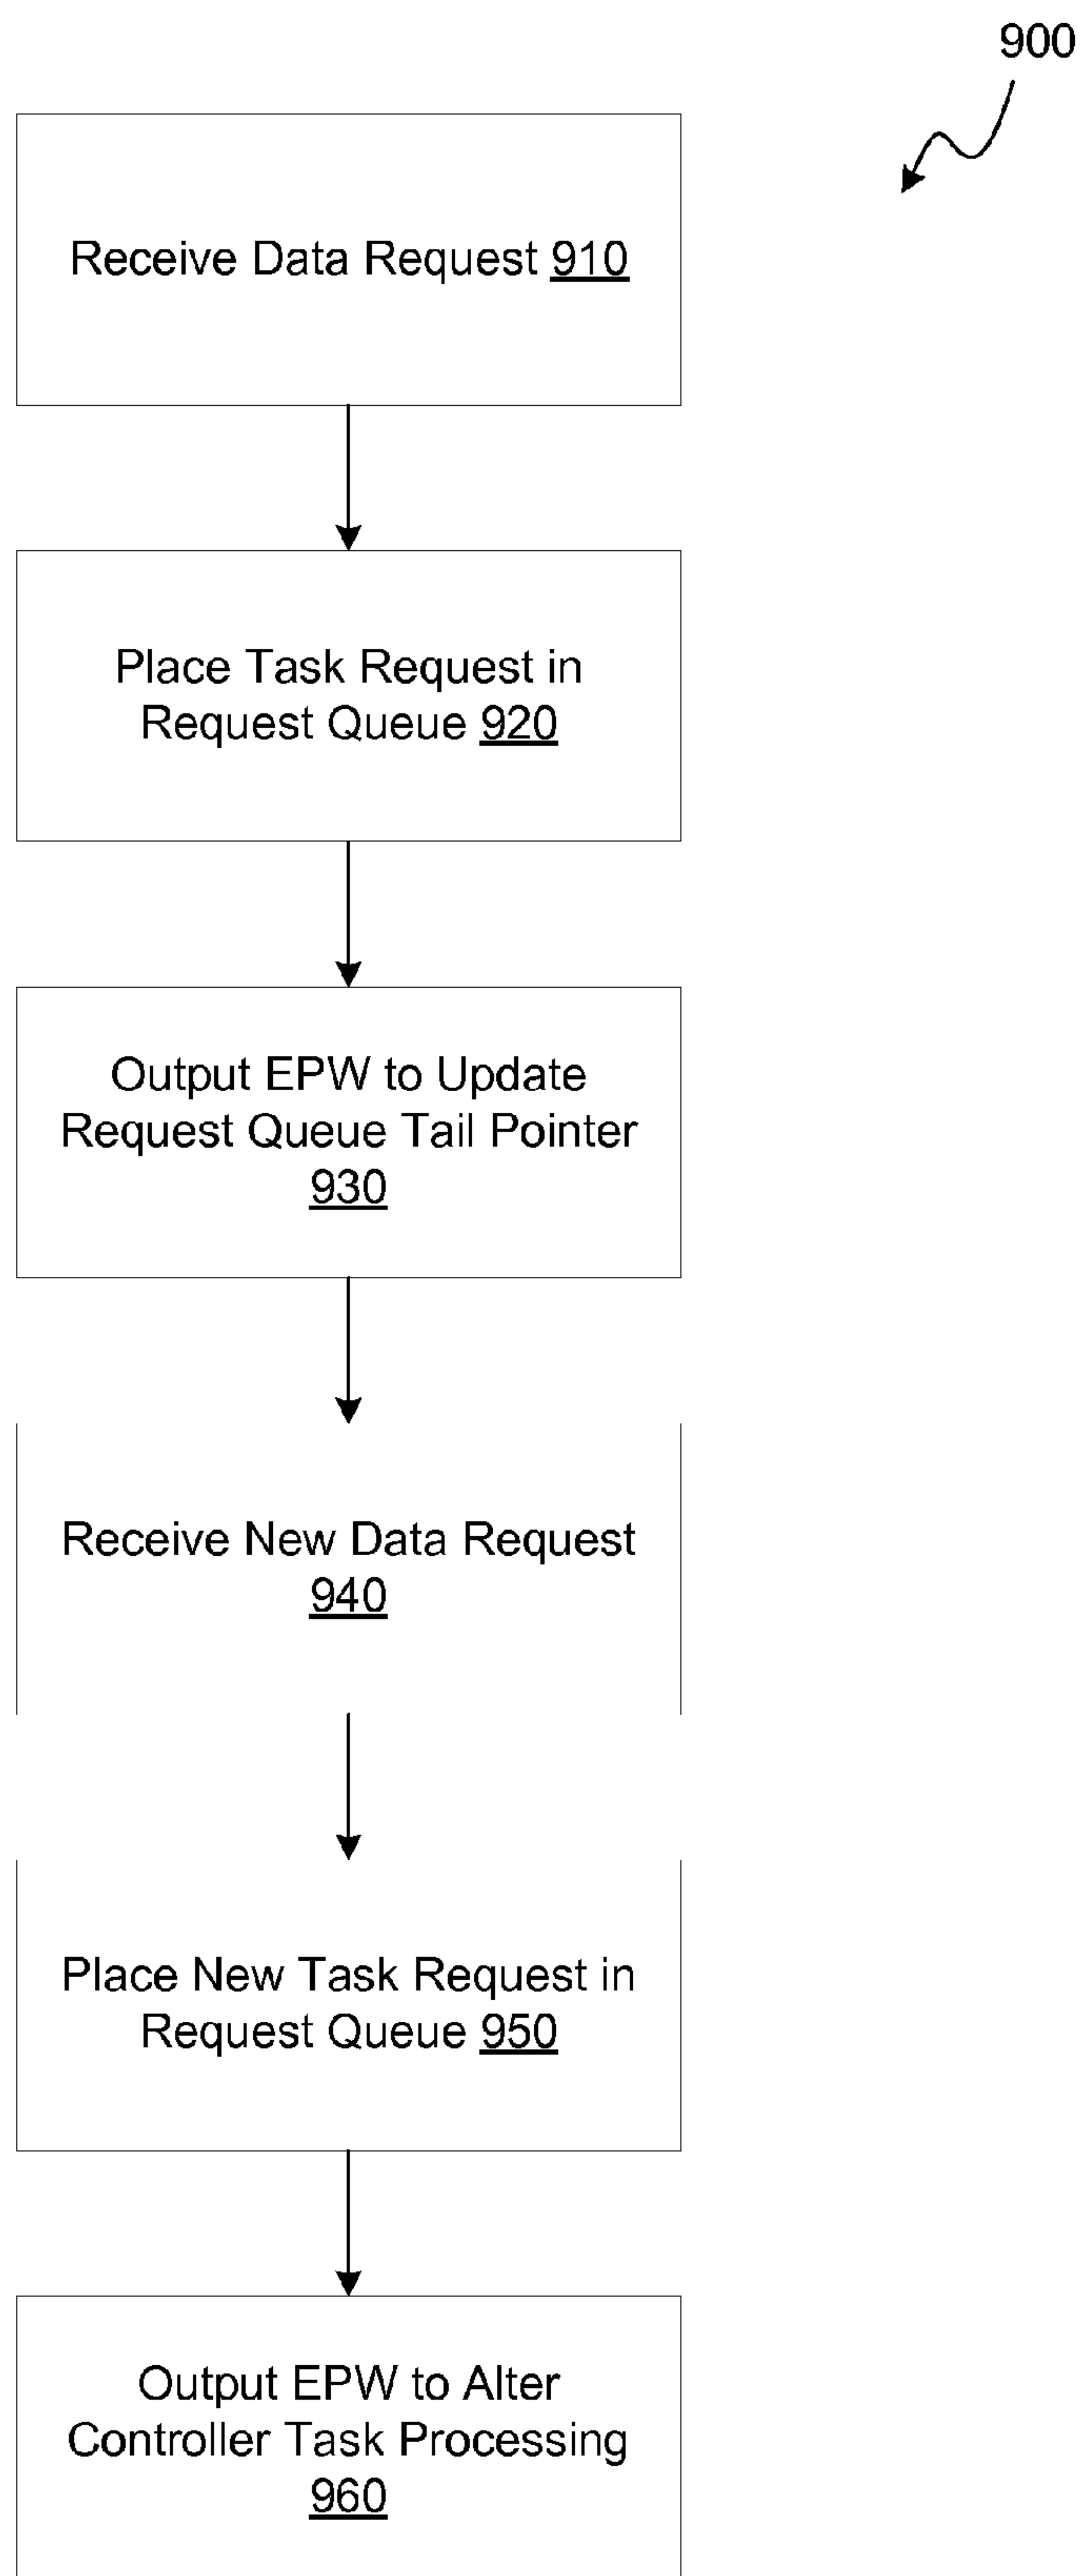 900
Receive Data Request 910
Place Task Request in
Request Queue 920
Output EPW to Update
Request Queue Tail Pointer
930
Receive New Data Request
940
Place New Task Request in
Request Queue 950
Output EPW to Alter
Controller Task Processing
960